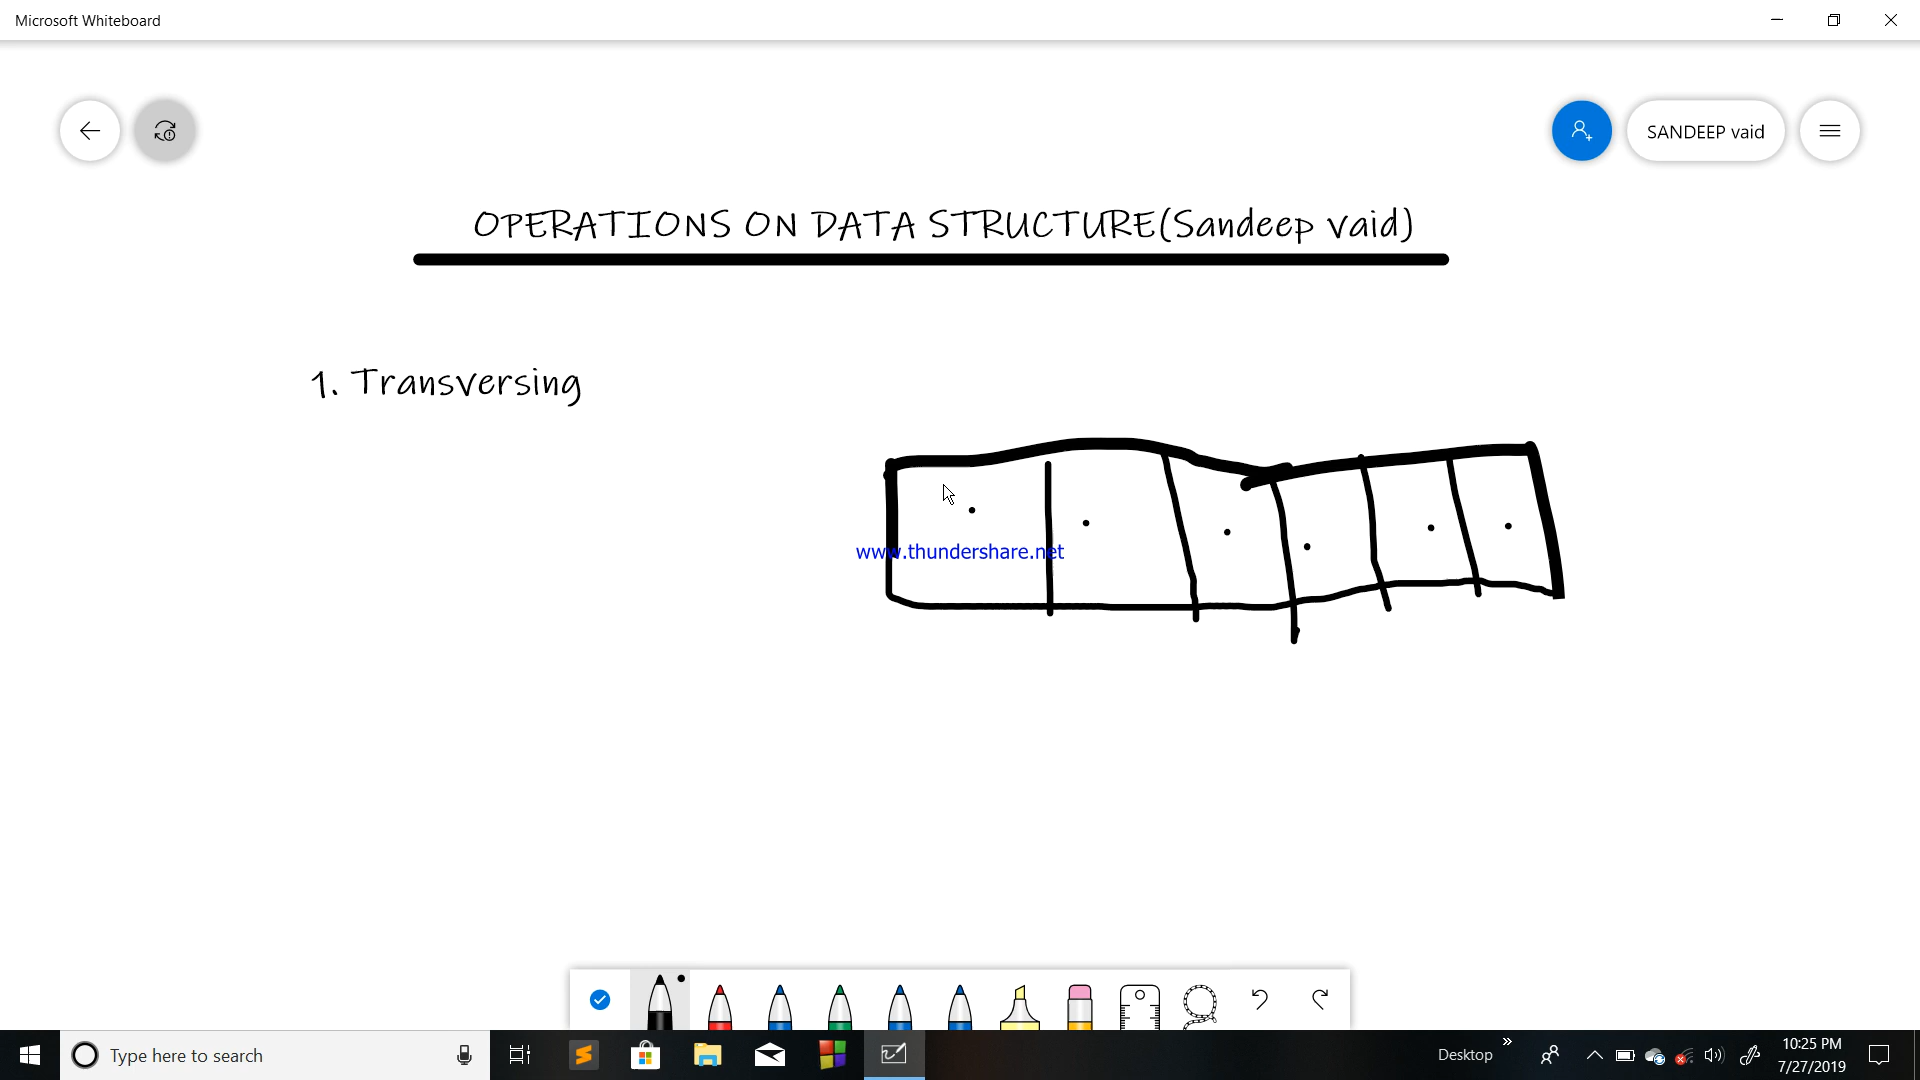 Microsoft Whiteboard
SANDEEP vaid
OPERATIONS ON DATA STRUCTURE(Sandeep vaid)
1. Transversing
www.thundershare.net
Type here to search
Desktop
10:25 PM
7/27/2019